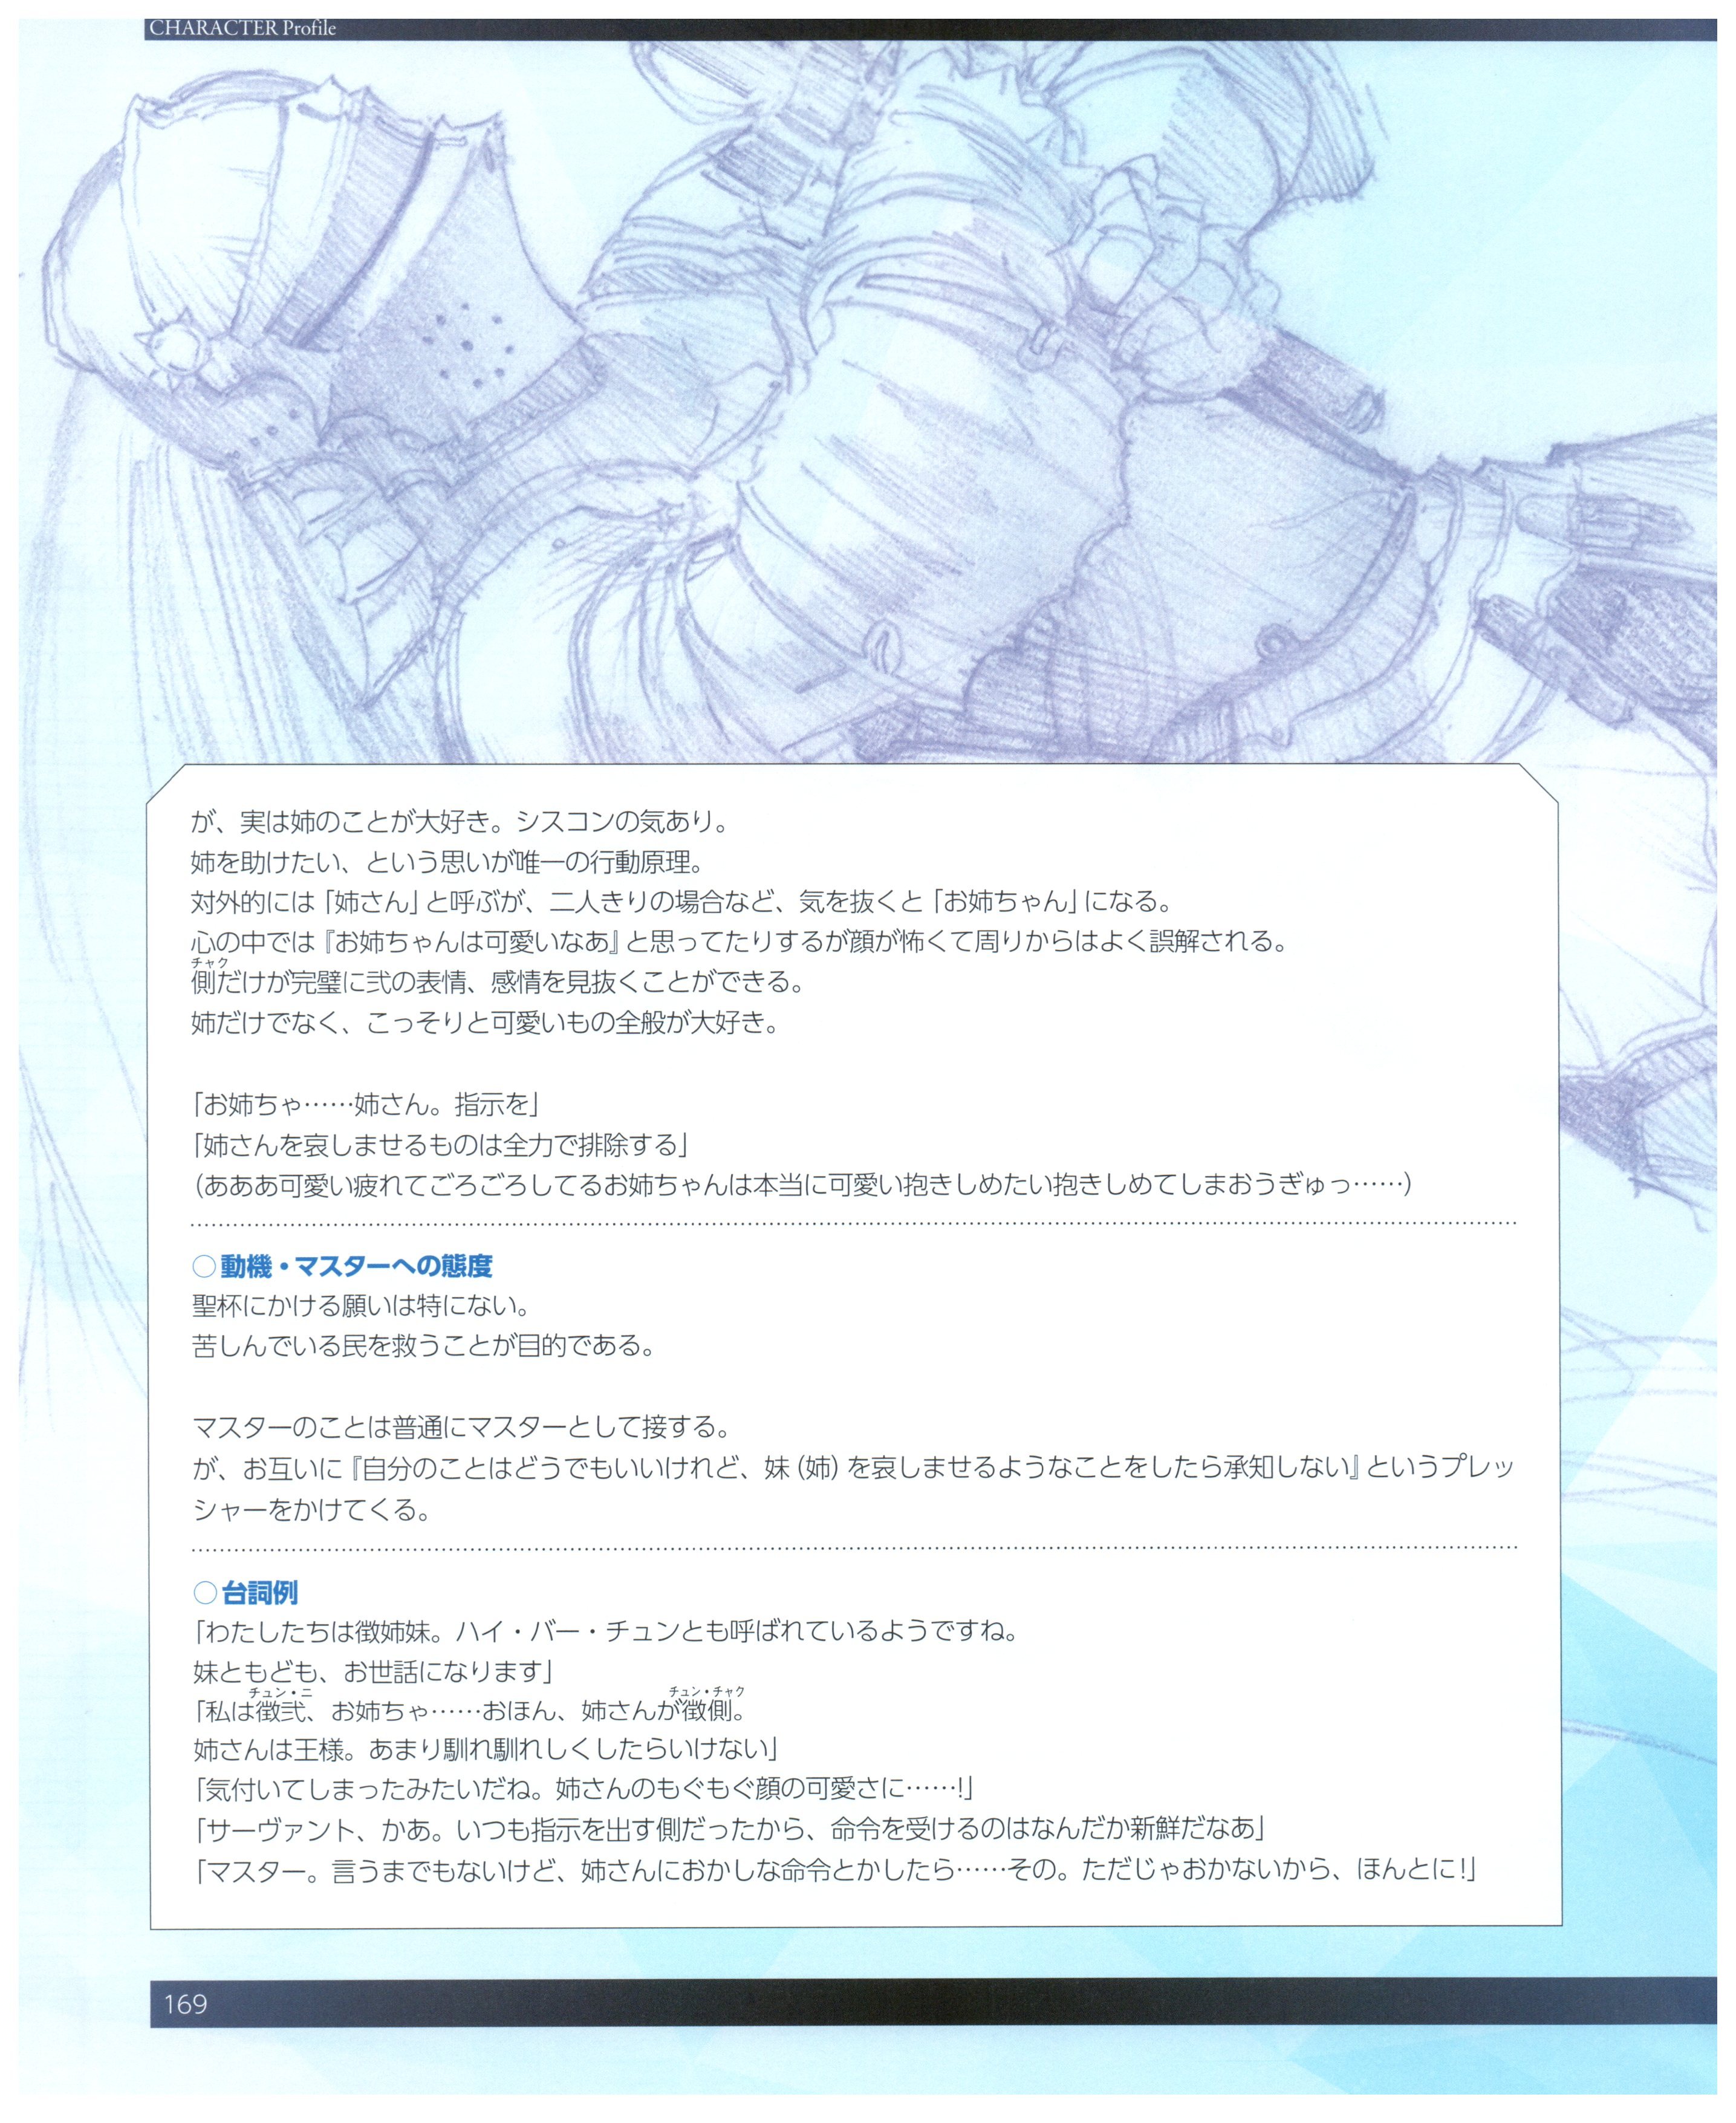 CHARACTER Profile
が、実は姉のことが大好き。シスコンの気あり。
姉を助けたい、という思いが唯一の行動原理。
対外的には「姉さん」と呼ぶが、二人きりの場合など、気を抜くと「お姉ちゃん」になる。
心の中では『お姉ちゃんは可愛いなあ』と思ってたりするが顔が怖くて周りからはよく誤解される。
チャク
側だけが完璧に弐の表情、感情を見抜くことができる。
姉だけでなく、こっそりと可愛いもの全般が大好き。
「お姉ちゃ……姉さん。指示を」
「姉さんを哀しませるものは全力で排除する」
（あああ可愛い疲れてごろごろしてるお姉ちゃんは本当に可愛い抱きしめたい抱きしめてしまおうぎゅっ……）
○動機・マスターへの態度
聖杯にかける願いは特にない。
苦しんでいる民を救うことが目的である。
マスターのことは普通にマスターとして接する。
が、お互いに『自分のことはどうでもいいけれど、妹（姉）を哀しませるようなことをしたら承知しない』というプレッ
シャーをかけてくる。
○台詞例
「わたしたちは徴姉妹。ハイ・バー・チュンとも呼ばれているようですね。
妹ともども、お世話になります」
チュン・ニ チュン・チャク
「私は徴弐、お姉ちゃ……おほん、姉さんが徴側。
姉さんは王様。あまり馴れ馴れしくしたらいけない」
「気付いてしまったみたいだね。姉さんのもぐもぐ顔の可愛さに……!」
「サーヴァント、かあ。いつも指示を出す側だったから、命令を受けるのはなんだか新鮮だなあ」
「マスター。言うまでもないけど、姉さんにおかしな命令とかしたら……その。ただじゃおかないから、ほんとに!」
169